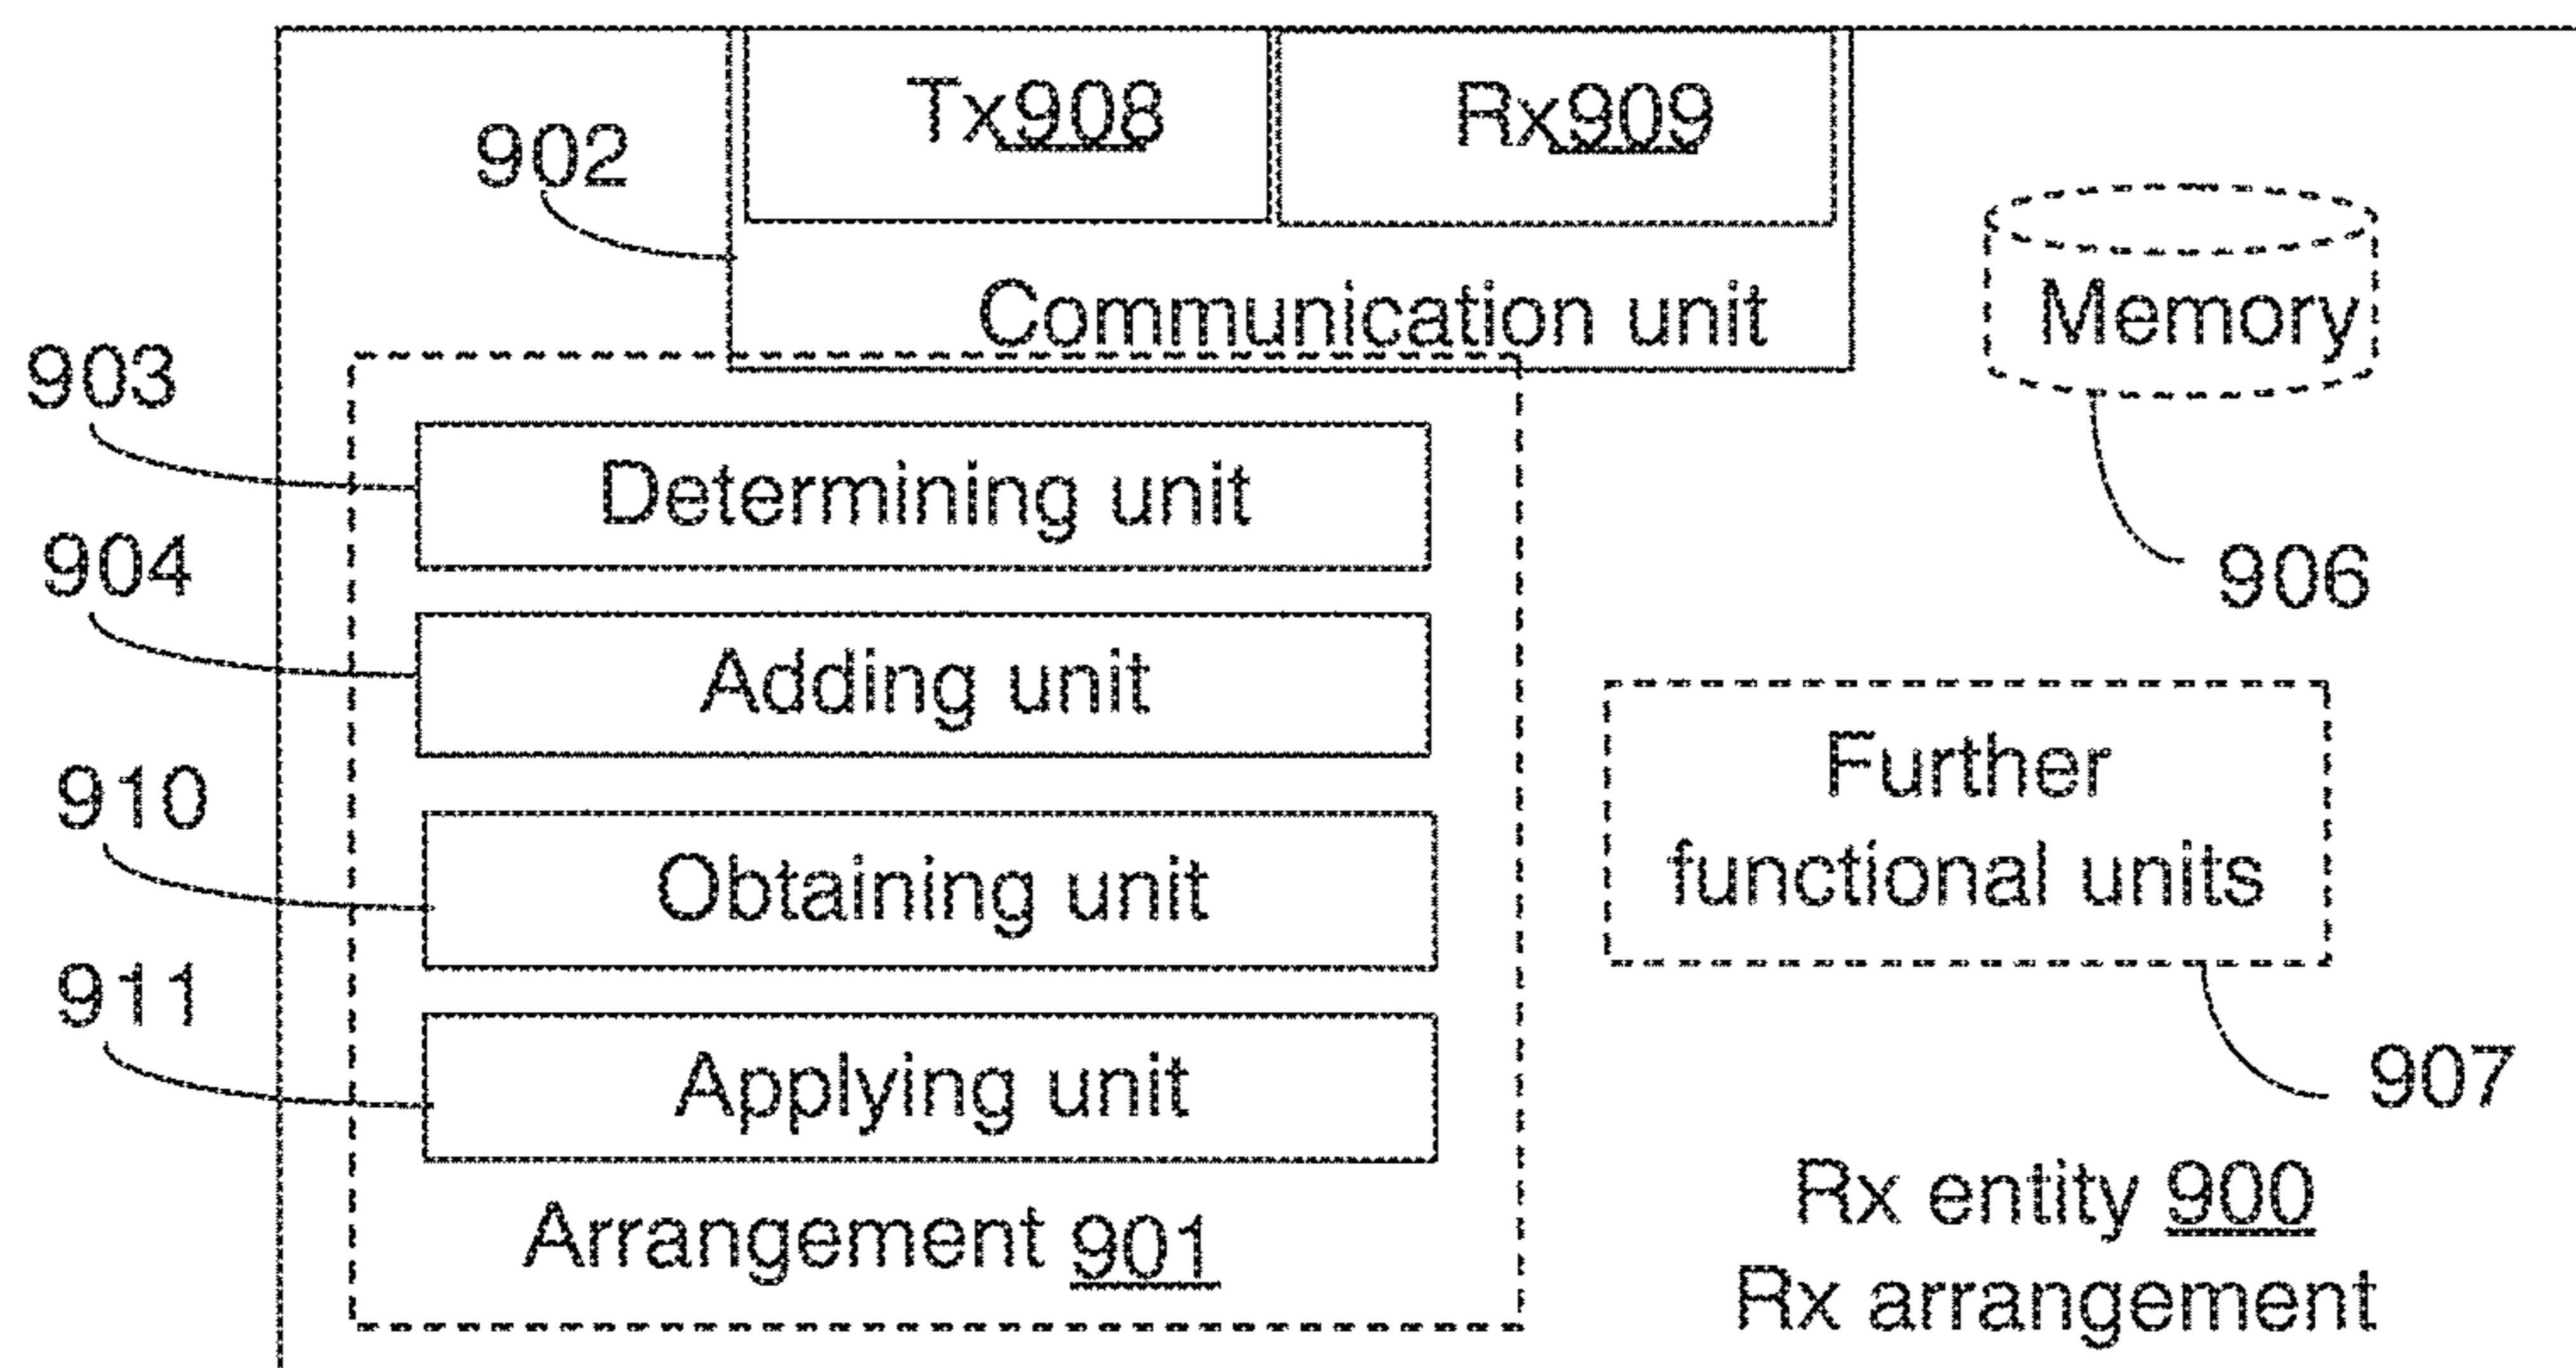 Tx908
Rx909
902
Communication unit
Memory
903
Determining unit
904
906
Adding unit
Further
910
functional units
Obtaining unit
911
907
Applying unit
Rx entity 900
Arrangement 901
Rx arrangement